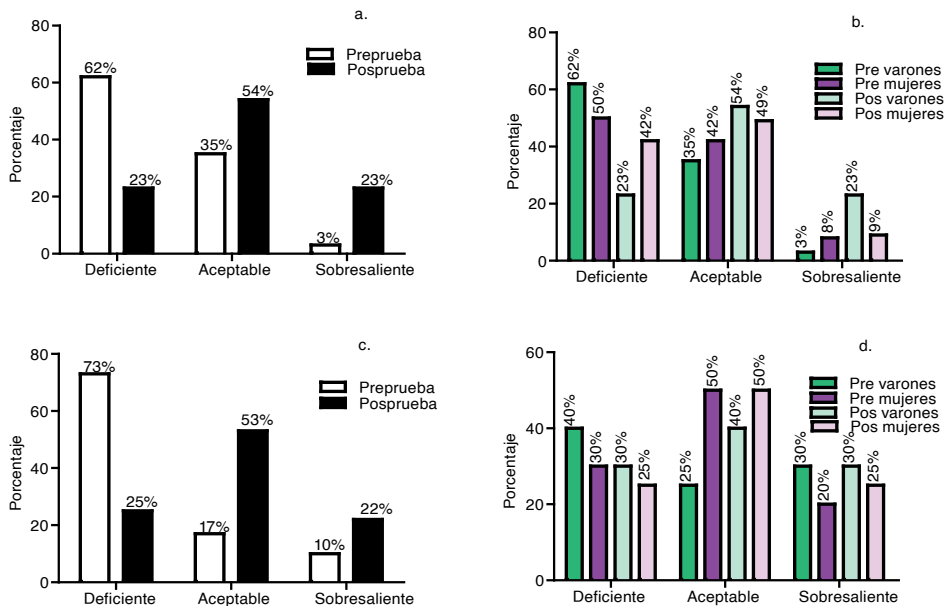 a.
Preprueba
Posprueba
Porcentaje
80
60
40
20
0
62%
23%
35%
54%
3%
23%
Deficiente Aceptable Sobresaliente
b.
Pre varones
Pre mujeres
Pos varones
Pos mujeres
Porcentaje
80
60
40
20
0
62%
50%
23%
42%
35%
42%
54%
49%
3%
8%
23%
9%
Deficiente Aceptable Sobresaliente
c.
Preprueba
Posprueba
Porcentaje
80
60
40
20
0
73%
25%
17%
53%
10%
22%
Deficiente Aceptable Sobresaliente
d.
Pre varones
Pre mujeres
Pos varones
Pos mujeres
Porcentaje
60
40
20
0
40%
30%
30%
25%
25%
50%
40%
50%
30%
20%
30%
25%
Deficiente Aceptable Sobresaliente